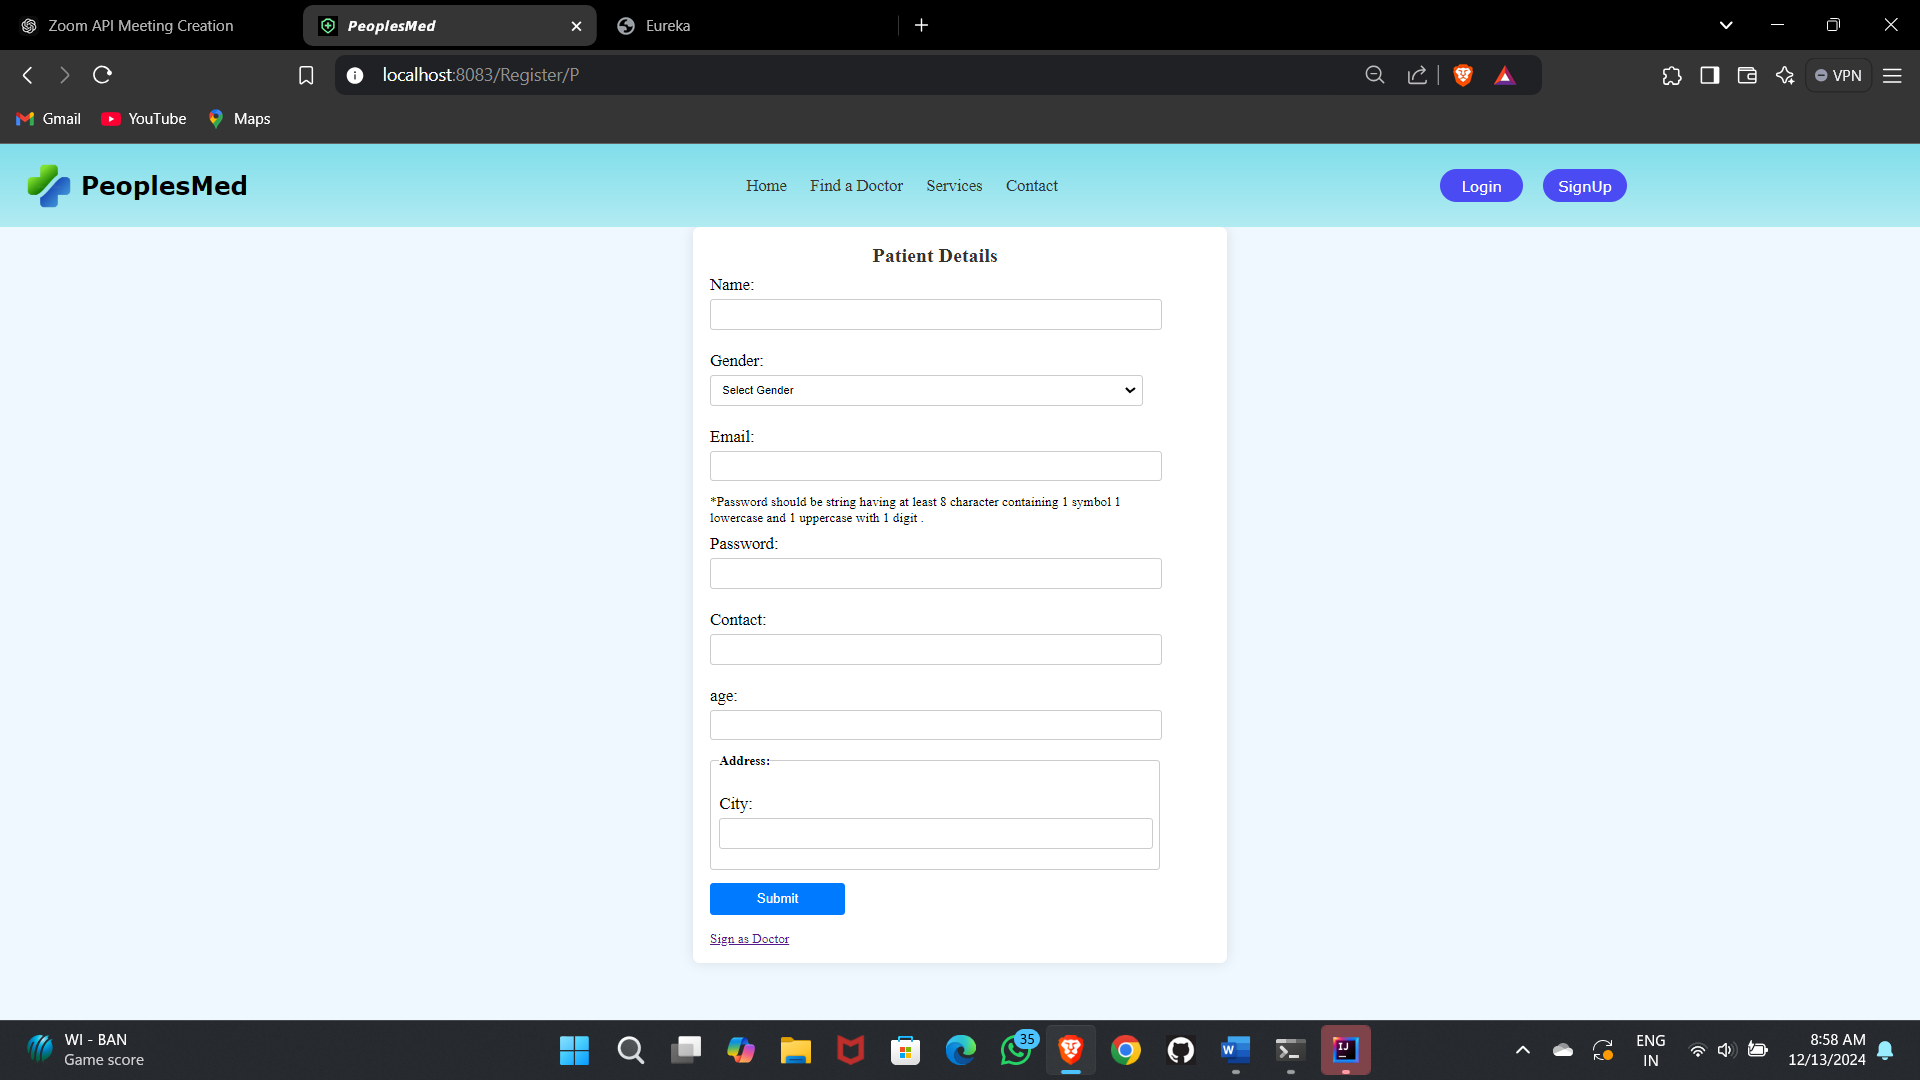 Zoom API Meeting Creation
PeoplesMed
Eureka
localhost:8083/Register/P
VPN
Gmail
YouTube
Maps
PeoplesMed
Home
Find a Doctor
Services
Contact
Login
SignUp
Patient Details
Name:
Gender:
Select Gender
Email:
*Password should be string having at least 8 character containing 1 symbol 1
lowercase and 1 uppercase with 1 digit .
Password:
Contact:
age:
Address:
City:
Submit
Sign as Doctor
WI - BAN
Game score
35
ENG
IN
8:58 AM
12/13/2024